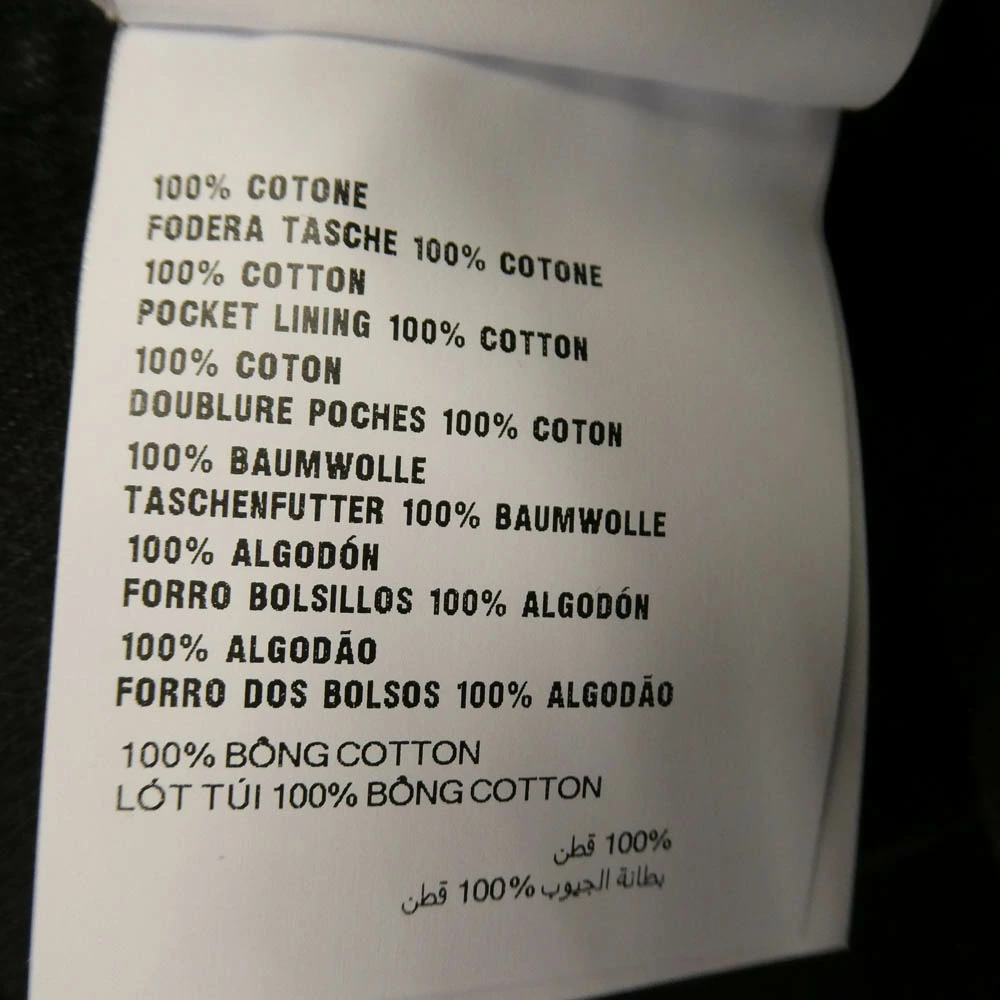 100% COTONE
FODERA TASCHE 100% COTONE
100% COTTON
POCKET LINING 100% COTTON
100% COTON
DOUBLURE POCHES 100% COTON
100% BAUMWOLLE
TASCHENFUTTER 100% BAUMWOLLE
100% ALGODÓN
FORRO BOLSILLOS 100% ALGODÓN
100% ALGODÃO
FORRO DOS BOLSOS 100% ALGODÃO
100% BÔNG COTTON
LÓT TÚI 100% BÔNG COTTON
100% قطن
بطانة الجيوب 100% قطن